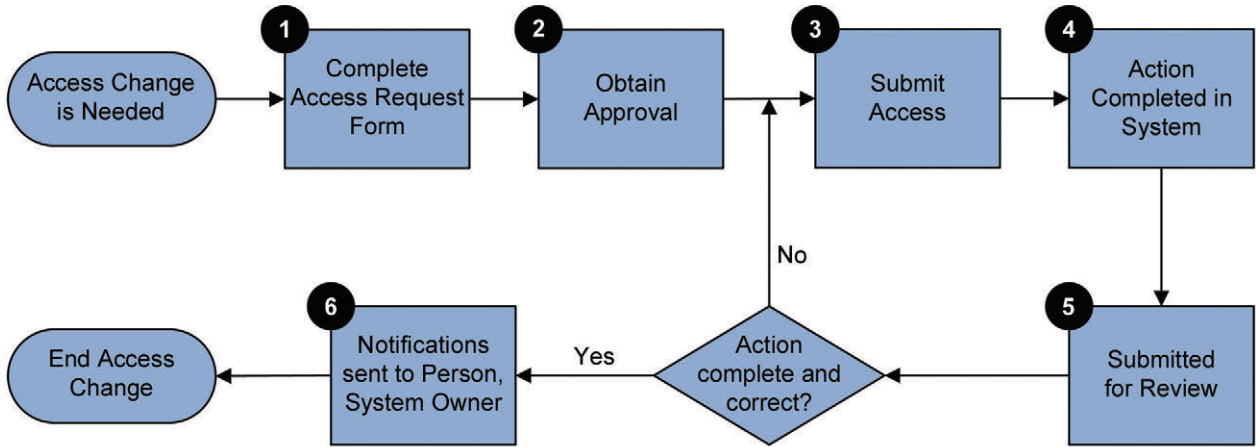 Access Change
is Needed
1
Complete
Access Request
Form
2
Obtain
Approval
3
Submit
Access
4
Action
Completed in
System
5
Submitted
for Review
Action
complete and
correct?
No
Yes
6
Notifications
sent to Person,
System Owner
End Access
Change